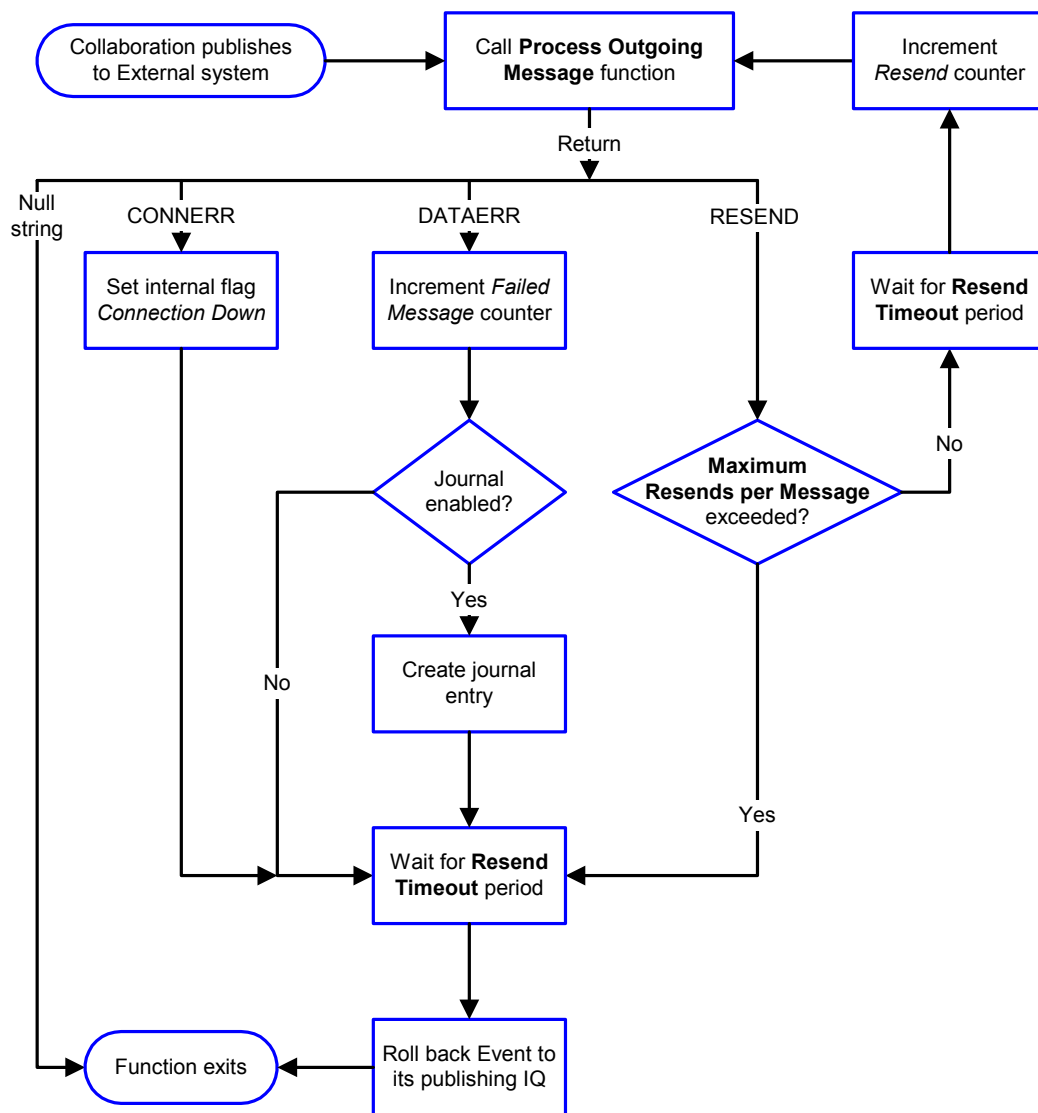 Collaboration publishes
to External system
Call Process Outgoing
Message function
Increment
Resend counter
Return
Null
string
CONNERR
DATAERR
RESEND
Set internal flag
Connection Down
Increment Failed
Message counter
Wait for Resend
Timeout period
No
Journal
enabled?
Maximum
Resends per Message
exceeded?
Yes
No
Create journal
entry
Yes
Wait for Resend
Timeout period
Function exits
Roll back Event to
its publishing IQ